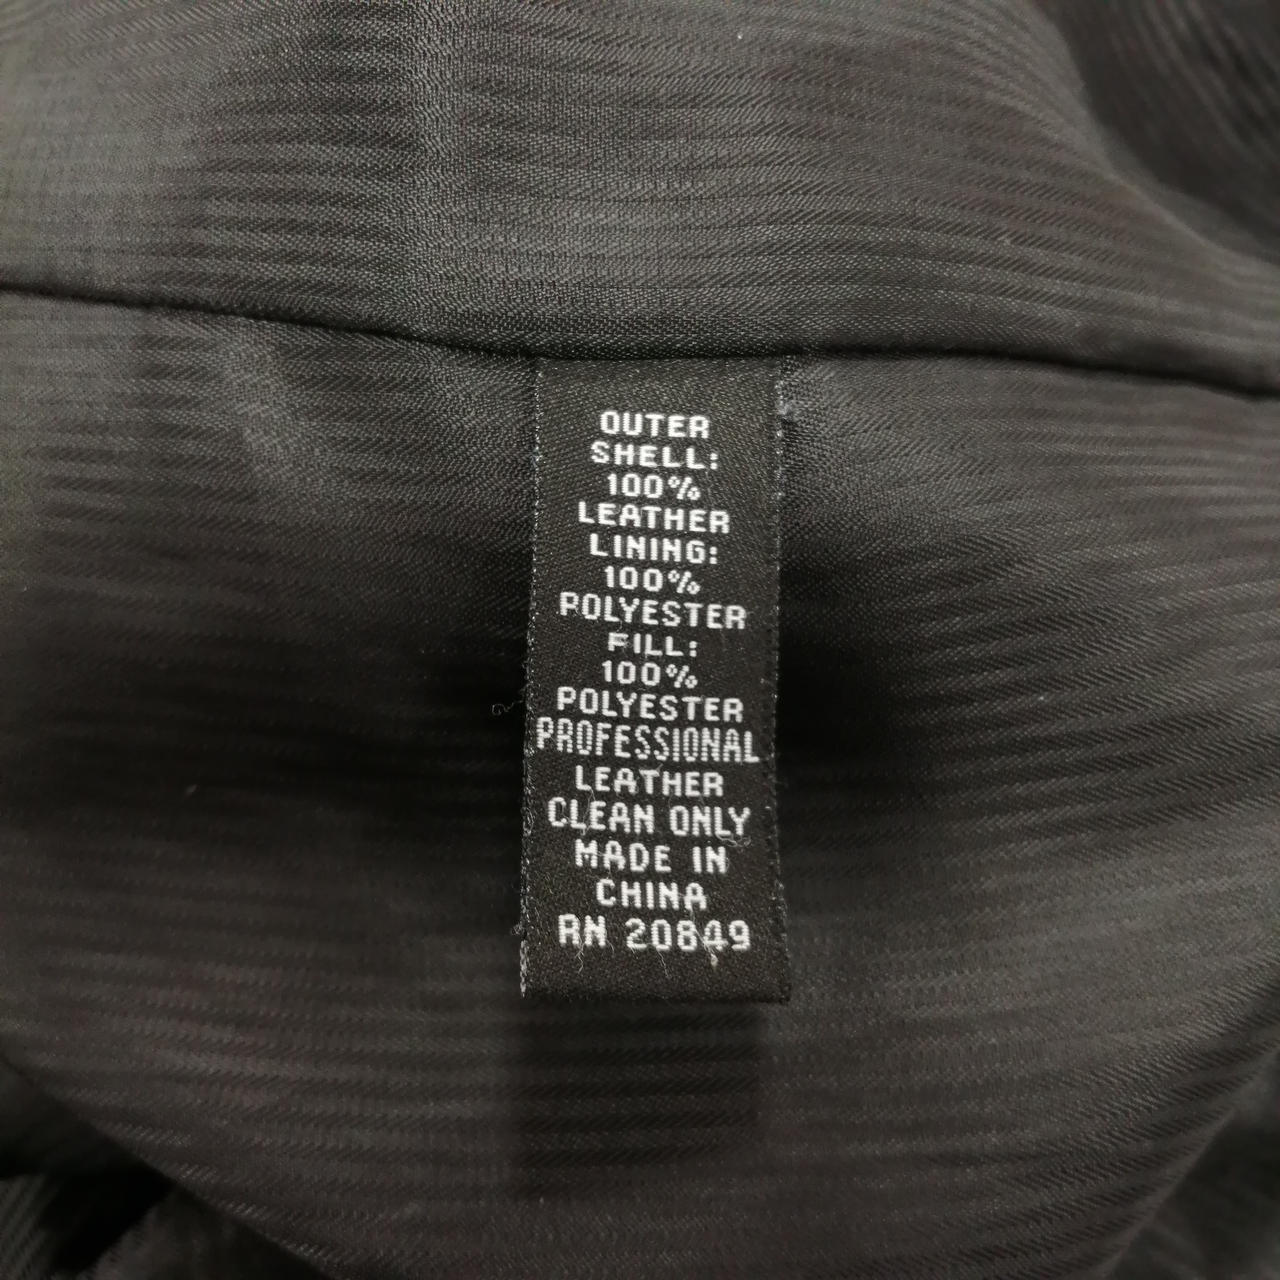 OUTER
SHELL:
100%
LEATHER
LINING:
100%
POLYESTER
FILL:
100%
POLYESTER
PROFESSIONAL
LEATHER
CLEAN ONLY
MADE IN
CHINA
RN 20849